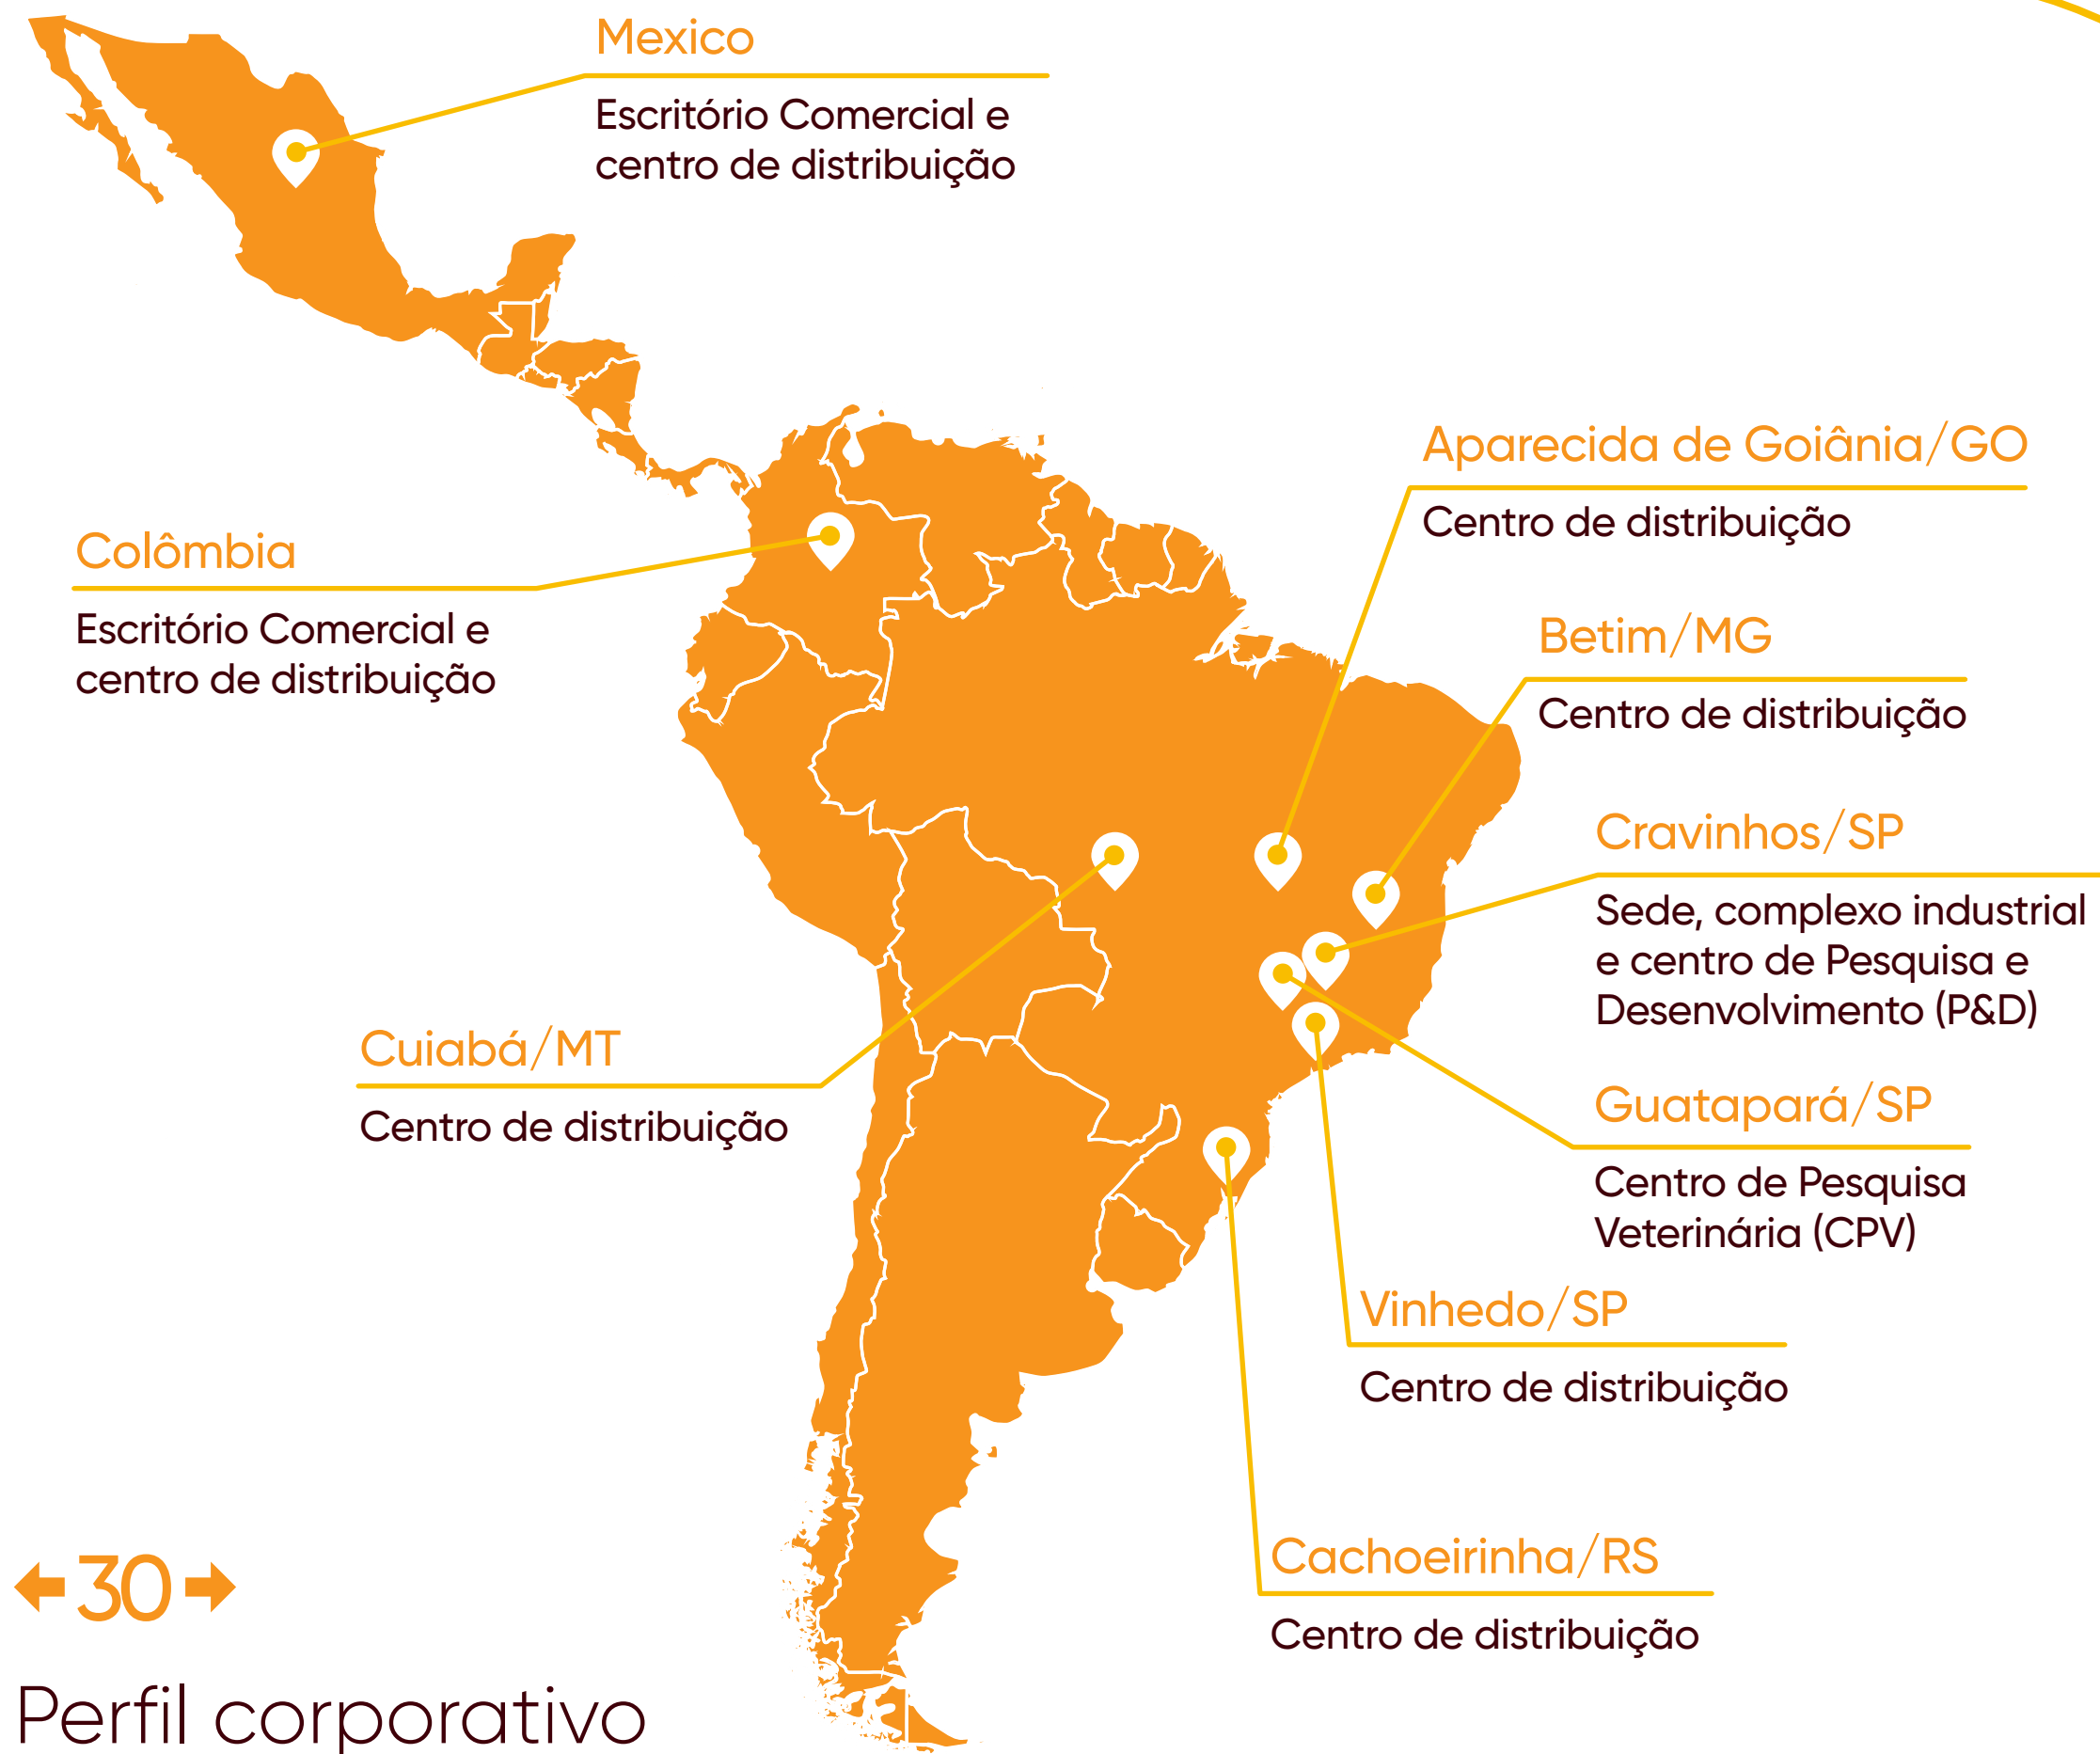 Mexico
Escritório Comercial e
centro de distribuição
Aparecida de Goiânia/GO
Centro de distribuição
Colômbia
Escritório Comercial e
centro de distribuição
Betim/MG
Centro de distribuição
Cravinhos/SP
Sede, complexo industrial
e centro de Pesquisa e
Desenvolvimento (P&D)
Cuiabá/MT
Centro de distribuição
Guatapará/SP
Centro de Pesquisa
Veterinária (CPV)
Vinhedo/SP
Centro de distribuição
Cachoeirinha/RS
Centro de distribuição
30
Perfil corporativo